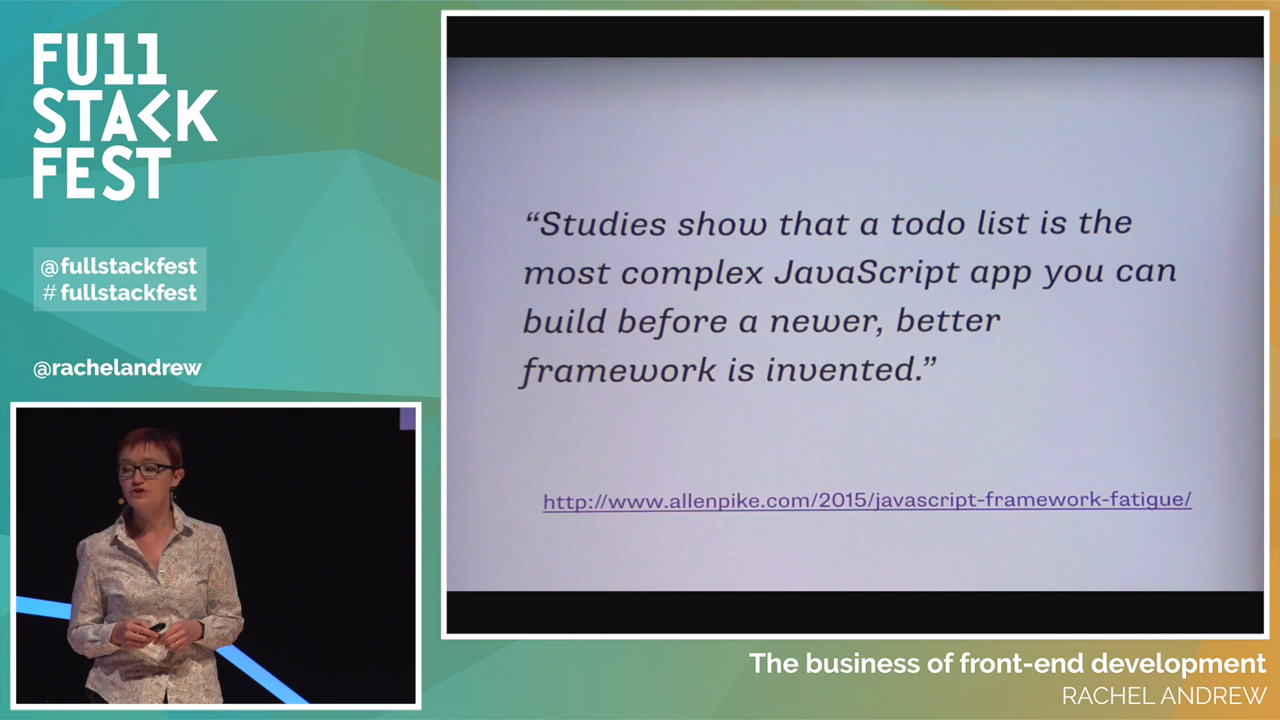 FU11
STACK
FEST
@fullstackfest
# fullstackfest
@rachelandrew
“Studies show that a todo list is the
most complex JavaScript app you can
build before a newer, better
framework is invented.”
http://www.allenpike.com/2015/javascript-framework-fatigue/
The business of front-end development
RACHEL ANDREW